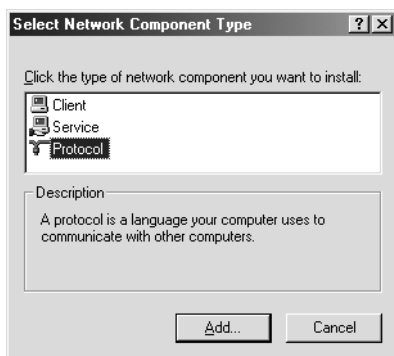 Select Network Component Type
Click the type of network component you want to install:
Client
Service
Protocol
Description
A protocol is a language your computer uses to
communicate with other computers.
Add...
Cancel